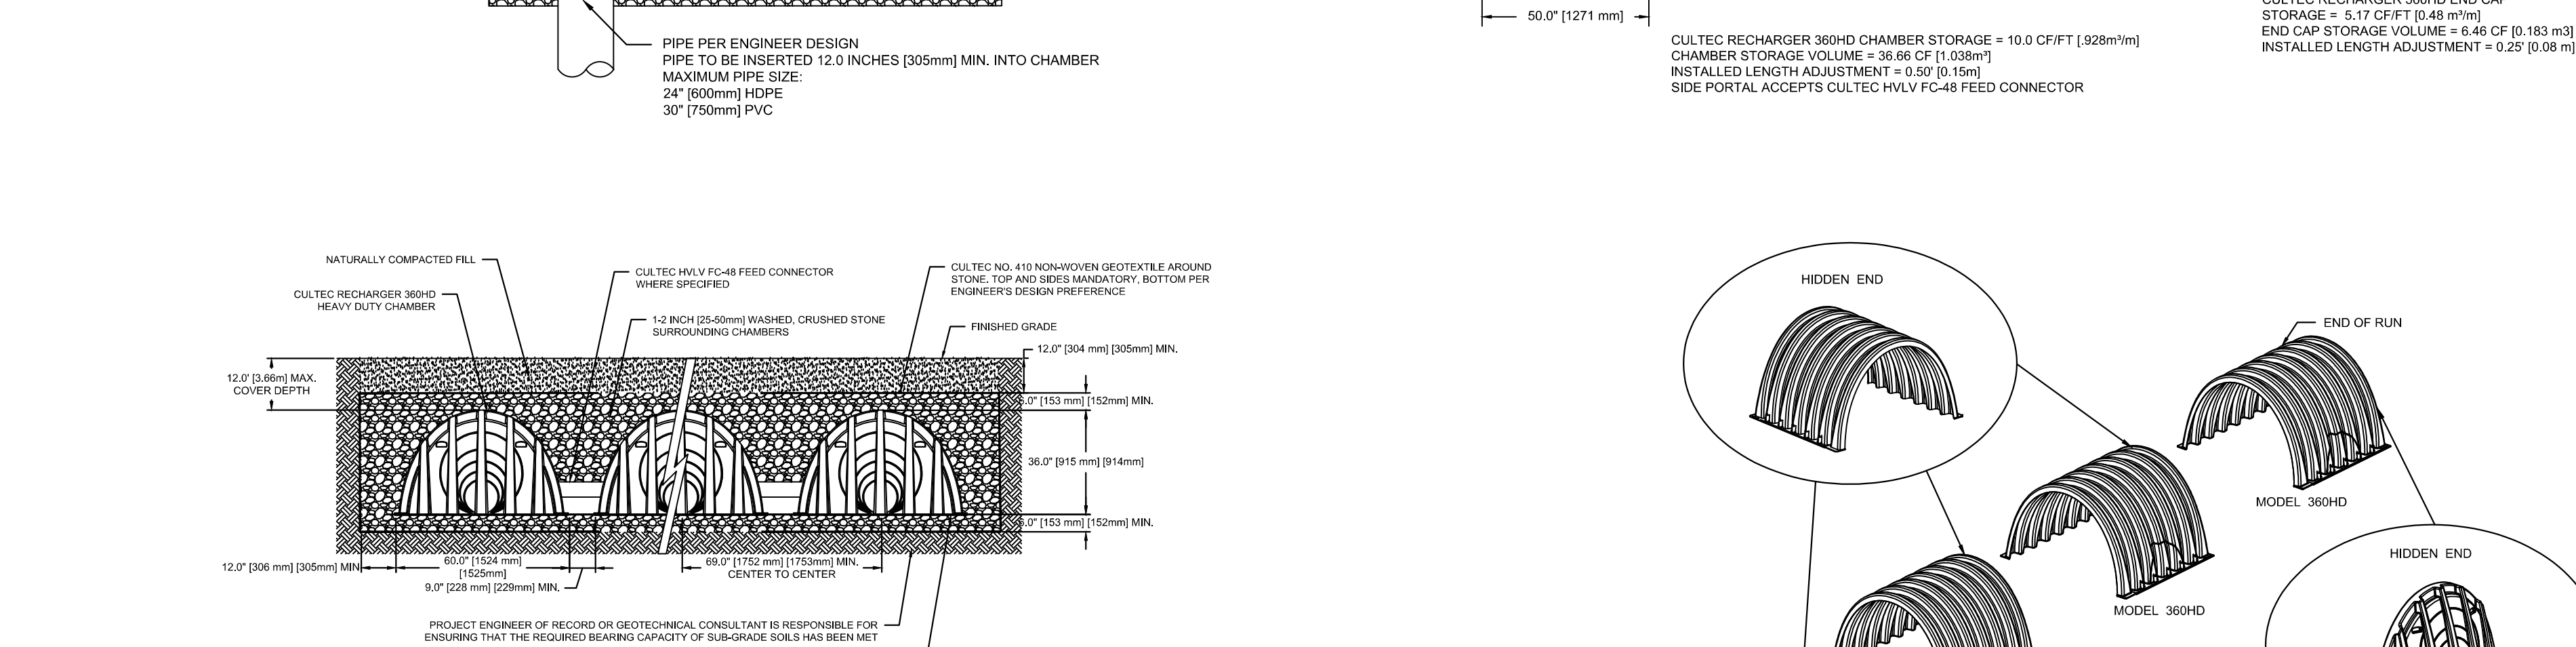 PIPE PER ENGINEER DESIGN
PIPE TO BE INSERTED 12.0 INCHES [305mm] MIN. INTO CHAMBER
MAXIMUM PIPE SIZE:
24" [600mm] HDPE
30" [750mm] PVC
50.0" [1271 mm]
CULTEC RECHARGER 360HD CHAMBER STORAGE = 10.0 CF/FT [.928m³/m]
CHAMBER STORAGE VOLUME = 36.66 CF [1.038m³]
INSTALLED LENGTH ADJUSTMENT = 0.50' [0.15m]
SIDE PORTAL ACCEPTS CULTEC HVLV FC-48 FEED CONNECTOR
CULTEC RECHARGER 360HD END CAP
STORAGE = 5.17 CF/FT [0.48 m³/m]
END CAP STORAGE VOLUME = 6.46 CF [0.183 m3]
INSTALLED LENGTH ADJUSTMENT = 0.25' [0.08 m]
NATURALLY COMPACTED FILL
CULTEC RECHARGER 360HD
HEAVY DUTY CHAMBER
CULTEC HVLV FC-48 FEED CONNECTOR
WHERE SPECIFIED
1-2 INCH [25-50mm] WASHED, CRUSHED STONE
SURROUNDING CHAMBERS
CULTEC NO. 410 NON-WOVEN GEOTEXTILE AROUND
STONE. TOP AND SIDES MANDATORY, BOTTOM PER
ENGINEER'S DESIGN PREFERENCE
FINISHED GRADE
12.0" [304 mm] [305mm] MIN.
12.0' [3.66m] MAX.
COVER DEPTH
6.0" [153 mm] [152mm] MIN.
36.0" [915 mm] [914mm]
6.0" [153 mm] [152mm] MIN.
12.0" [306 mm] [305mm] MIN
60.0" [1524 mm]
[1525mm]
9.0" [228 mm] [229mm] MIN.
69.0" [1752 mm] [1753mm] MIN.
CENTER TO CENTER
PROJECT ENGINEER OF RECORD OR GEOTECHNICAL CONSULTANT IS RESPONSIBLE FOR
ENSURING THAT THE REQUIRED BEARING CAPACITY OF SUB-GRADE SOILS HAS BEEN MET
HIDDEN END
END OF RUN
MODEL 360HD
MODEL 360HD
HIDDEN END